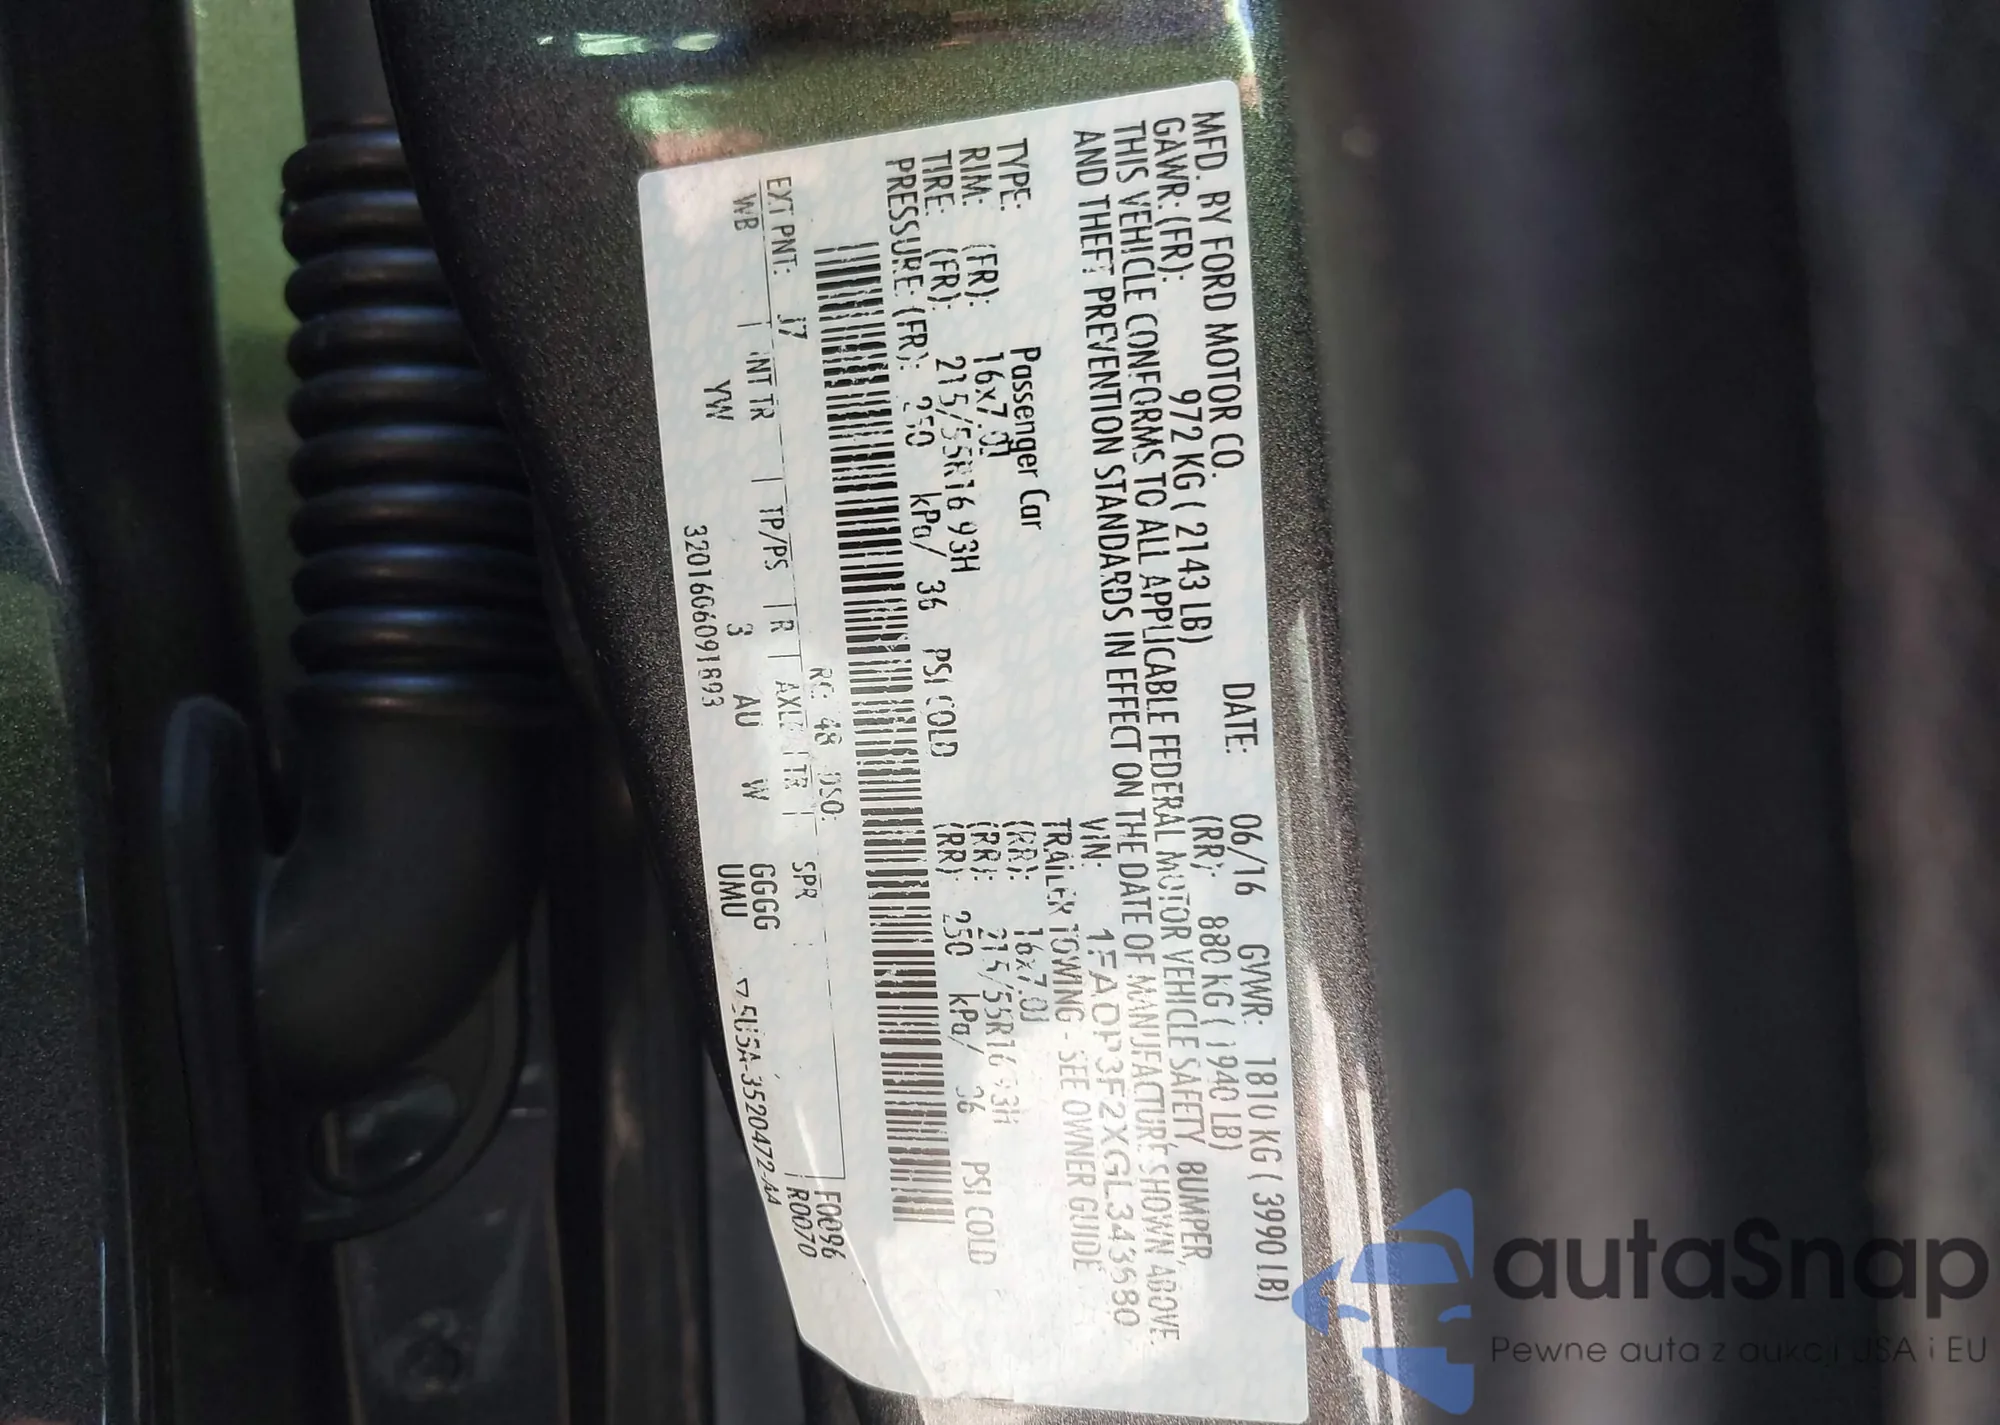 MFD. BY FORD MOTOR CO. DATE: 06/16 GVWR: 1810 KG ( 3990 LB)
GAWR: (FR): 972 KG ( 2143 LB) (RR): 880 KG ( 1940 LB)
THIS VEHICLE CONFORMS TO ALL APPLICABLE FEDERAL MOTOR VEHICLE SAFETY, BUMPER,
AND THEFT PREVENTION STANDARDS IN EFFECT ON THE DATE OF MANUFACTURE SHOWN ABOVE.
VIN:
TYPE: Passenger Car TRAILER TOWING - SEE OWNER GUIDE
RIM: (FR): 16x7.0J (RR): 16x7.0J
TIRE: (FR): 215/55R16 93H (RR): 215/55R16 93H
PRESSURE: (FR): 250 kPa/ 36 PSI COLD (RR): 250 kPa/ 36 PSI COLD
F0096
RC: 48 DSO: R0070
EXT PNT: J7 INT TR TP/PS R AXLE TR SPR
WB YW 3 AU W GGGG
UMU
3201606091893 5U5A-3520472-AA
autaSnap
Pewne auta z aukcji USA i EU